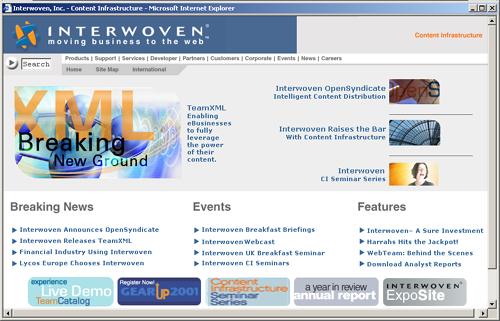 Interwoven, Inc. - Content Infrastructure - Microsoft Internet Explorer
INTERWOVEN
moving business to the web
Content Infrastructure
Search
Products | Support | Services | Developer | Partners | Customers | Corporate | Events | News | Careers
Home Site Map International
XML
Breaking
New Ground
TeamXML
Enabling
eBusinesses
to fully
leverage
the power
of their
content.
Interwoven OpenSyndicate
Intelligent Content Distribution
Interwoven Raises the Bar
With Content Infrastructure
Interwoven
CI Seminar Series
Breaking News
Interwoven Announces OpenSyndicate
Interwoven Releases TeamXML
Financial Industry Using Interwoven
Lycos Europe Chooses Interwoven
Events
Interwoven Breakfast Briefings
Interwoven Webcast
Interwoven UK Breakfast Seminar
Interwoven CI Seminars
Features
Interwoven– A Sure Investment
Harrahs Hits the Jackpot!
WebTeam: Behind the Scenes
Download Analyst Reports
experience
Live Demo
TeamCatalog
Register Now!
GEAR UP 2001
Content
Infrastructure
Seminar
Series
a year in review
annual report
INTERWOVEN
ExpoSite